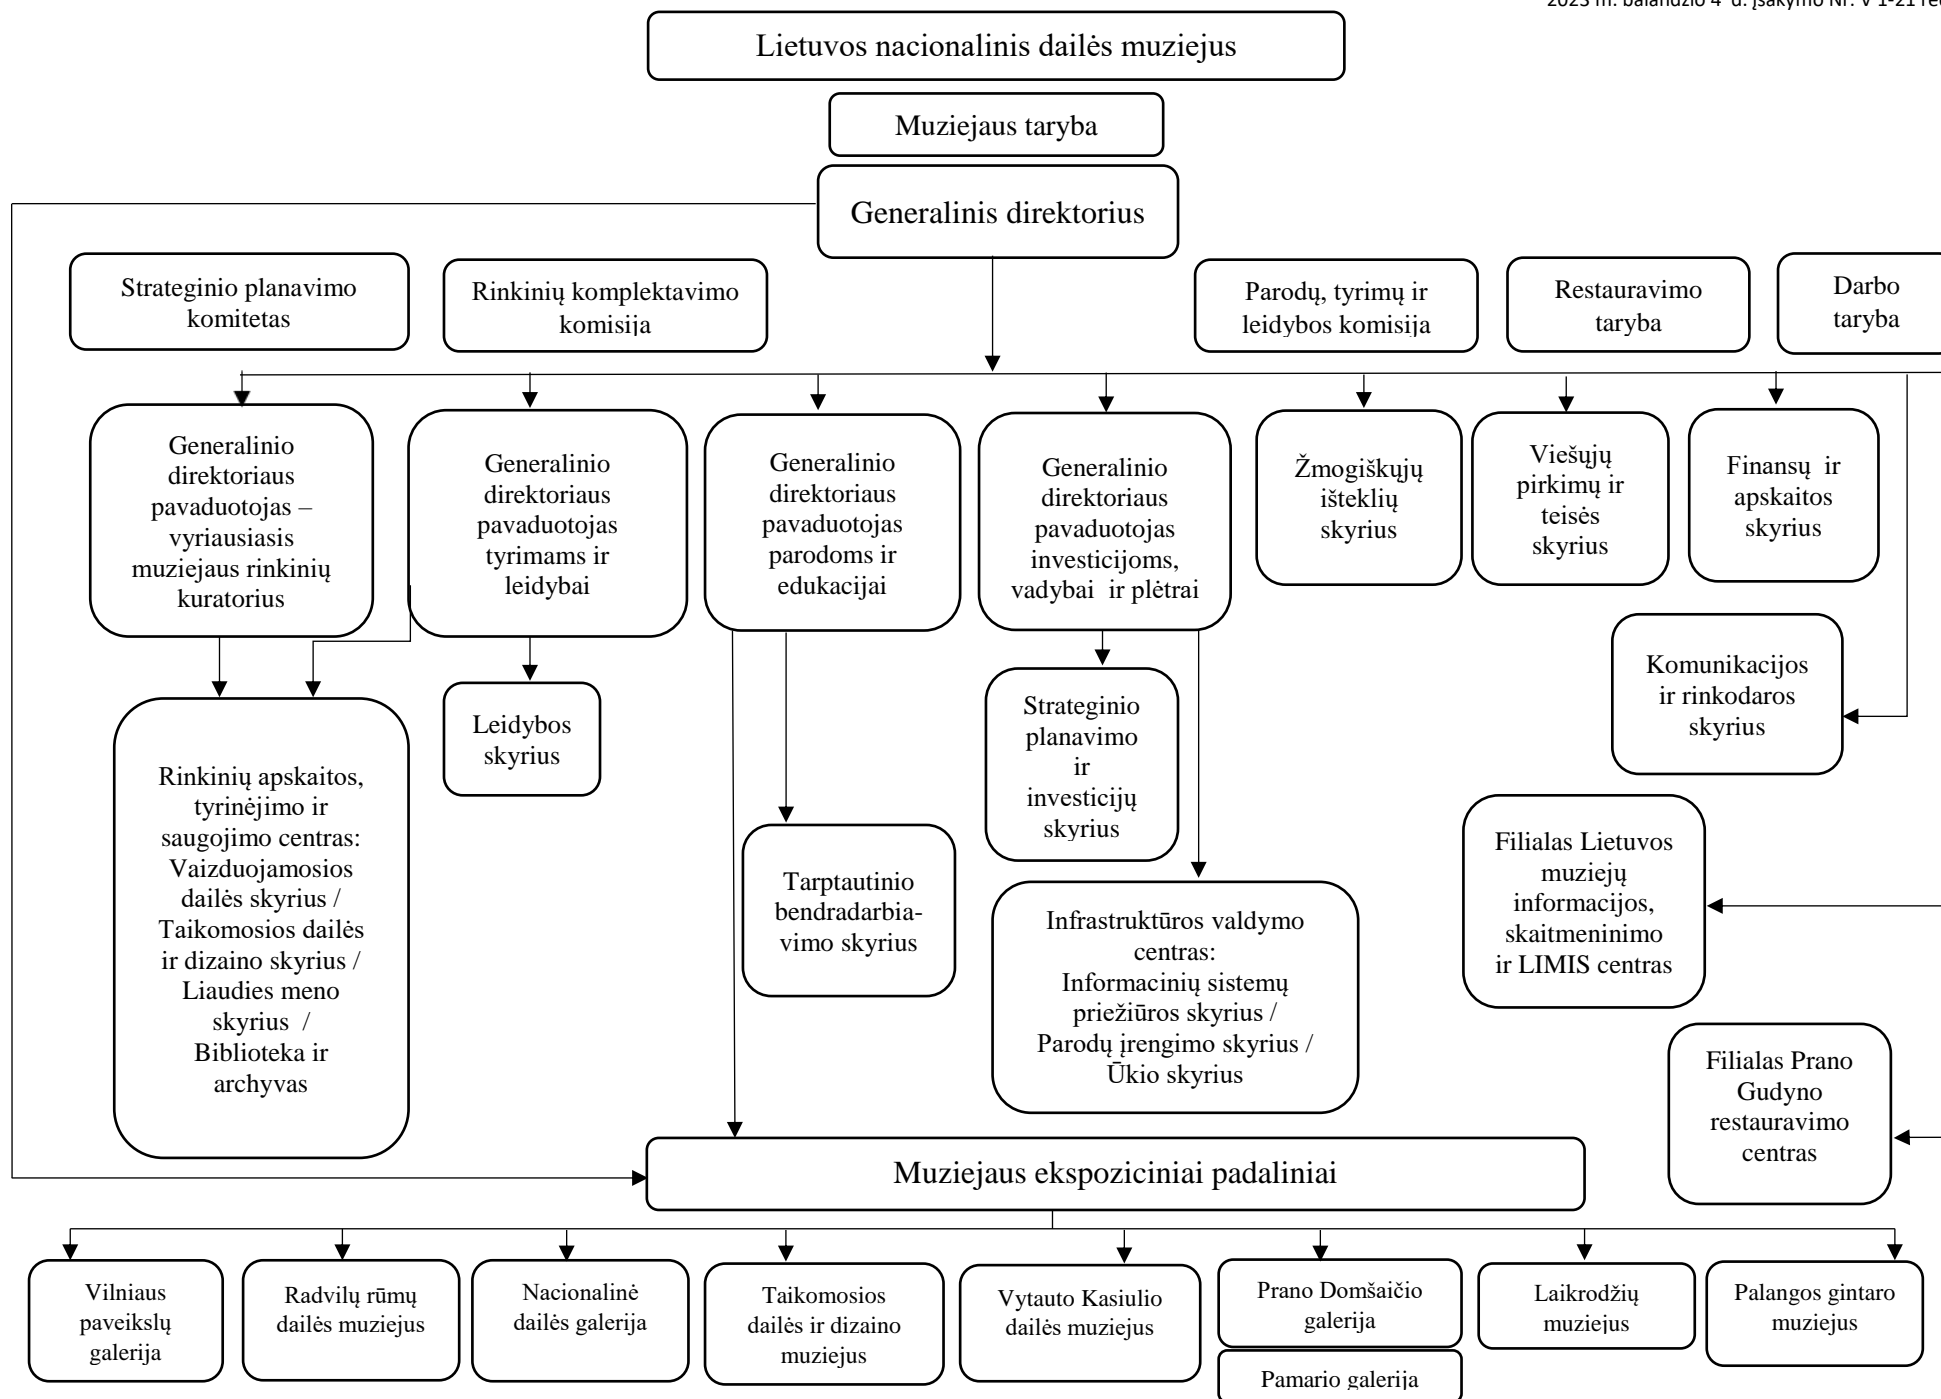 2023 m. balandžio 4 d. įsakymo Nr. V 1-21
Lietuvos nacionalinis dailės muziejus
Muziejaus taryba
Generalinis direktorius
Strateginio planavimo
komitetas
Rinkinių komplektavimo
komisija
Parodų, tyrimų ir
leidybos komisija
Restauravimo
taryba
Darbo
taryba
Generalinio
direktoriaus
pavaduotojas –
vyriausiasis
muziejaus rinkinių
kuratorius
Generalinio
direktoriaus
pavaduotojas
tyrimams ir
leidybai
Generalinio
direktoriaus
pavaduotojas
parodoms ir
edukacijai
Generalinio
direktoriaus
pavaduotojas
investicijoms,
vadybai ir plėtrai
Žmogiškųjų
išteklių
skyrius
Viešųjų
pirkimų ir
teisės
skyrius
Finansų ir
apskaitos
skyrius
Komunikacijos
ir rinkodaros
skyrius
Rinkinių apskaitos,
tyrinėjimo ir
saugojimo centras:
Vaizduojamosios
dailės skyrius /
Taikomosios dailės
ir dizaino skyrius /
Liaudies meno
skyrius /
Biblioteka ir
archyvas
Leidybos
skyrius
Tarptautinio
bendradarbia-
vimo skyrius
Strateginio
planavimo
ir
investicijų
skyrius
Infrastruktūros valdymo
centras:
Informacinių sistemų
priežiūros skyrius /
Parodų įrengimo skyrius /
Ūkio skyrius
Filialas Lietuvos
muziejų
informacijos,
skaitmeninimo
ir LIMIS centras
Filialas Prano
Gudyno
restauravimo
centras
Muziejaus ekspoziciniai padaliniai
Vilniaus
paveikslų
galerija
Radvilų rūmų
dailės muziejus
Nacionalinė
dailės galerija
Taikomosios
dailės ir dizaino
muziejus
Vytauto Kasiulio
dailės muziejus
Prano Domšaičio
galerija
Pamario galerija
Laikrodžių
muziejus
Palangos gintaro
muziejus